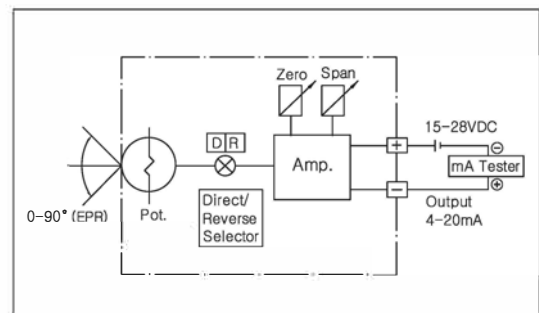 Zero Span
D R
+
15-28VDC
⊖
Amp.
mA Tester
⊕
−
0-90° (EPR)
Pot.
Direct/
Reverse
Selector
Output
4-20mA